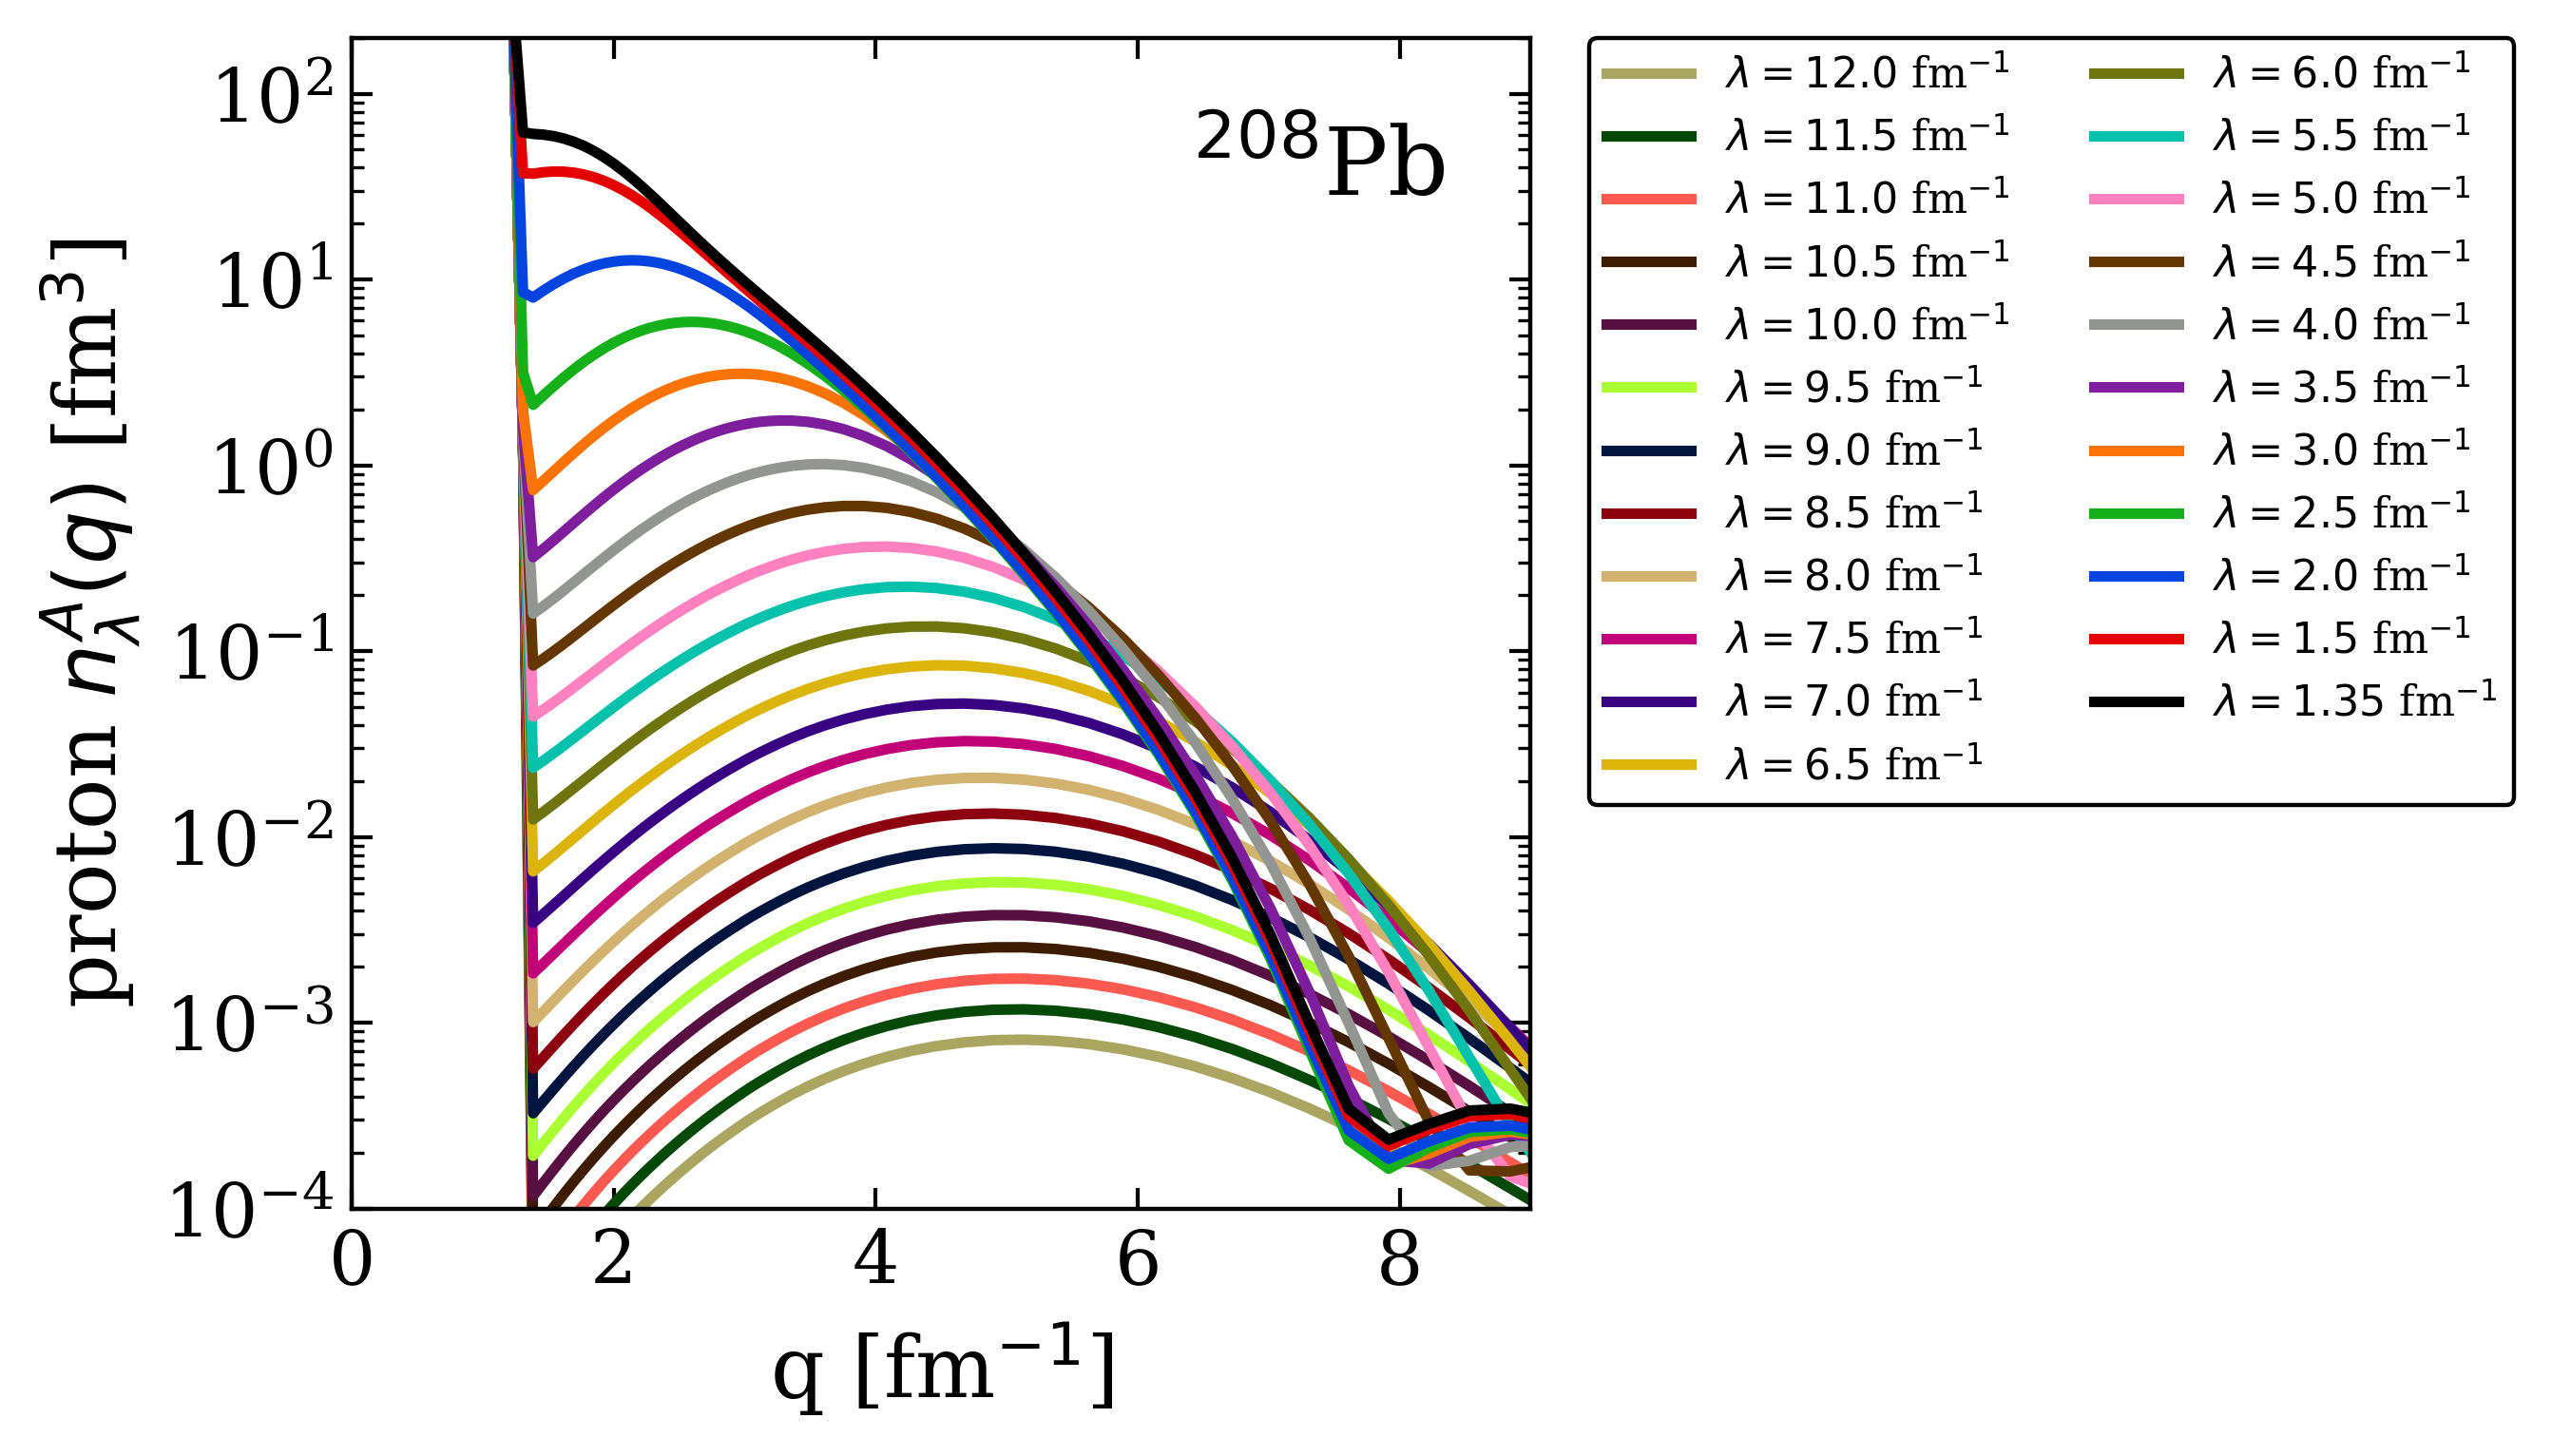 proton n_λ^A(q) [fm³]
10²
10¹
10⁰
10⁻¹
10⁻²
10⁻³
10⁻⁴
²⁰⁸Pb
0 2 4 6 8
q [fm⁻¹]
λ = 12.0 fm⁻¹
λ = 11.5 fm⁻¹
λ = 11.0 fm⁻¹
λ = 10.5 fm⁻¹
λ = 10.0 fm⁻¹
λ = 9.5 fm⁻¹
λ = 9.0 fm⁻¹
λ = 8.5 fm⁻¹
λ = 8.0 fm⁻¹
λ = 7.5 fm⁻¹
λ = 7.0 fm⁻¹
λ = 6.5 fm⁻¹
λ = 6.0 fm⁻¹
λ = 5.5 fm⁻¹
λ = 5.0 fm⁻¹
λ = 4.5 fm⁻¹
λ = 4.0 fm⁻¹
λ = 3.5 fm⁻¹
λ = 3.0 fm⁻¹
λ = 2.5 fm⁻¹
λ = 2.0 fm⁻¹
λ = 1.5 fm⁻¹
λ = 1.35 fm⁻¹